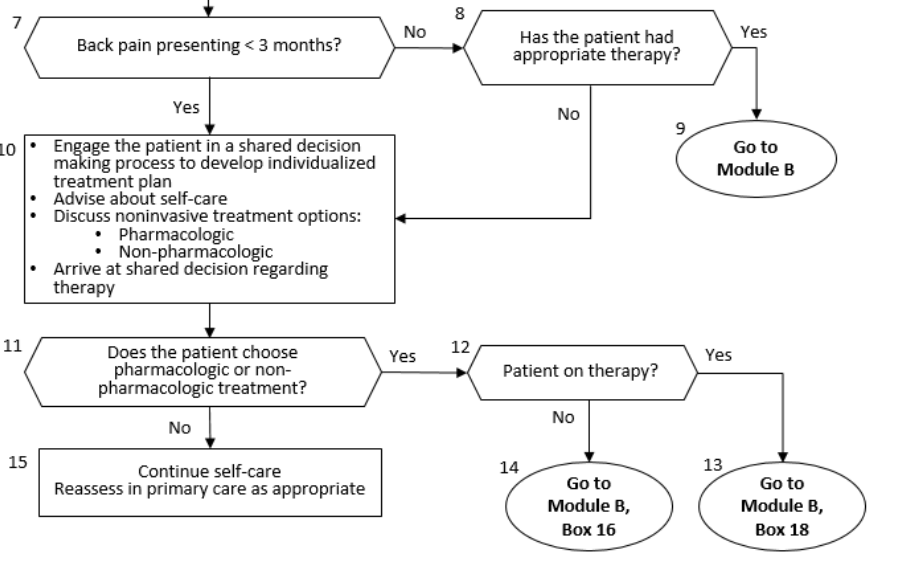 7
Back pain presenting < 3 months?
No
8
Has the patient had
appropriate therapy?
Yes
Yes
No
9
Go to
Module B
10
• Engage the patient in a shared decision
making process to develop individualized
treatment plan
• Advise about self-care
• Discuss noninvasive treatment options:
• Pharmacologic
• Non-pharmacologic
• Arrive at shared decision regarding
therapy
11
Does the patient choose
pharmacologic or non-
pharmacologic treatment?
Yes
12
Patient on therapy?
Yes
No
No
15
Continue self-care
Reassess in primary care as appropriate
14
Go to
Module B,
Box 16
13
Go to
Module B,
Box 18